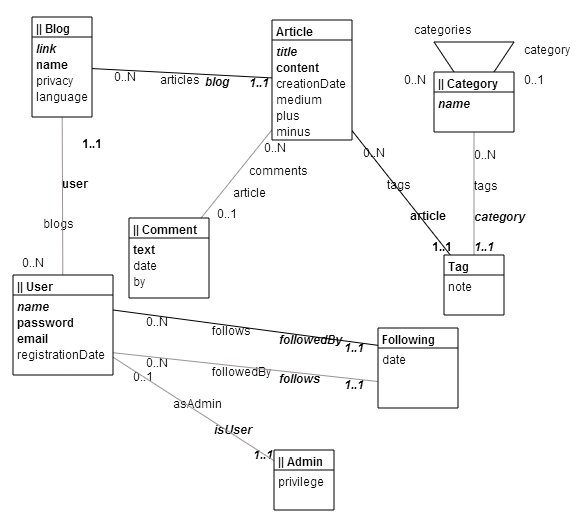 || Blog
link
name
privacy
language
Article
title
content
creationDate
medium
plus
minus
categories
category
0..N
0..1
|| Category
name
0..N
articles
blog
1..1
1..1
user
blogs
0..N
0..N
comments
article
0..1
0..N
tags
article
1..1
0..N
tags
category
1..1
|| Comment
text
date
by
Tag
note
|| User
name
password
email
registrationDate
0..N
follows
followedBy
1..1
0..N
followedBy
follows
1..1
Following
date
0..1
asAdmin
isUser
1..1
|| Admin
privilege